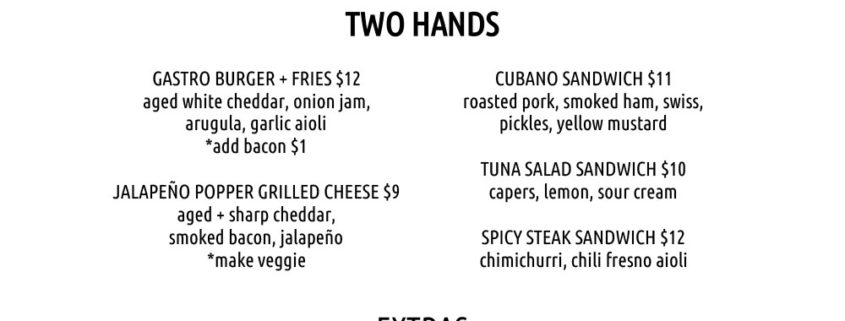 TWO HANDS
GASTRO BURGER + FRIES $12
aged white cheddar, onion jam,
arugula, garlic aioli
*add bacon $1
JALAPEÑO POPPER GRILLED CHEESE $9
aged + sharp cheddar,
smoked bacon, jalapeño
*make veggie
CUBANO SANDWICH $11
roasted pork, smoked ham, swiss,
pickles, yellow mustard
TUNA SALAD SANDWICH $10
capers, lemon, sour cream
SPICY STEAK SANDWICH $12
chimichurri, chili fresno aioli
EXTRAS